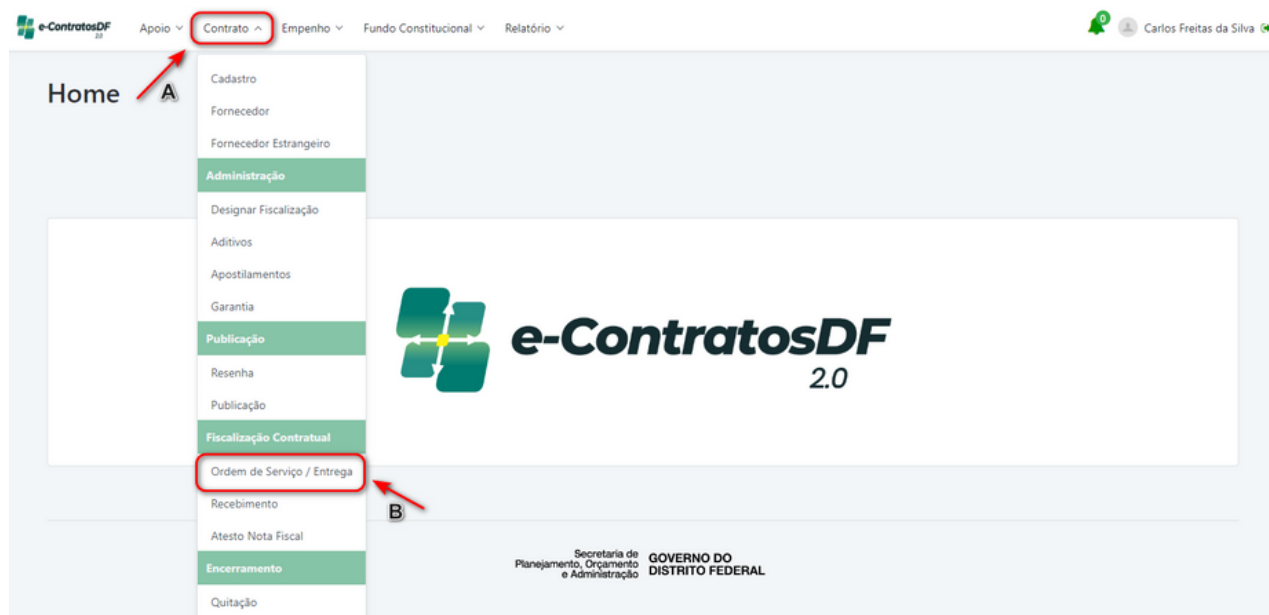 e-ContratosDF
2.0
Apoio
Contrato
Empenho
Fundo Constitucional
Relatório
0
Carlos Freitas da Silva
Home
A
Cadastro
Fornecedor
Fornecedor Estrangeiro
Administração
Designar Fiscalização
Aditivos
Apostilamentos
Garantia
Publicação
Resenha
Publicação
Fiscalização Contratual
Ordem de Serviço / Entrega
B
Recebimento
Atesto Nota Fiscal
Encerramento
Quitação
e-ContratosDF
2.0
Secretaria de
Planejamento, Orçamento
e Administração
GOVERNO DO
DISTRITO FEDERAL